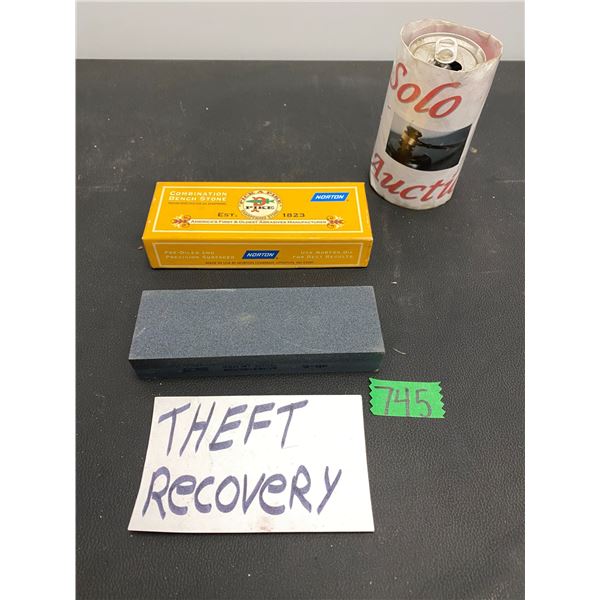 Solo
Auctio
COMBINATION
BENCH STONE
PIKE
NORTON
EST. 1823
AMERICA'S FIRST & OLDEST ABRASIVES MANUFACTURER
PRE-OILED AND
PRECISION SURFACED
NORTON
USE NORTON OIL
FOR BEST RESULTS
745
THEFT
RECOVERY